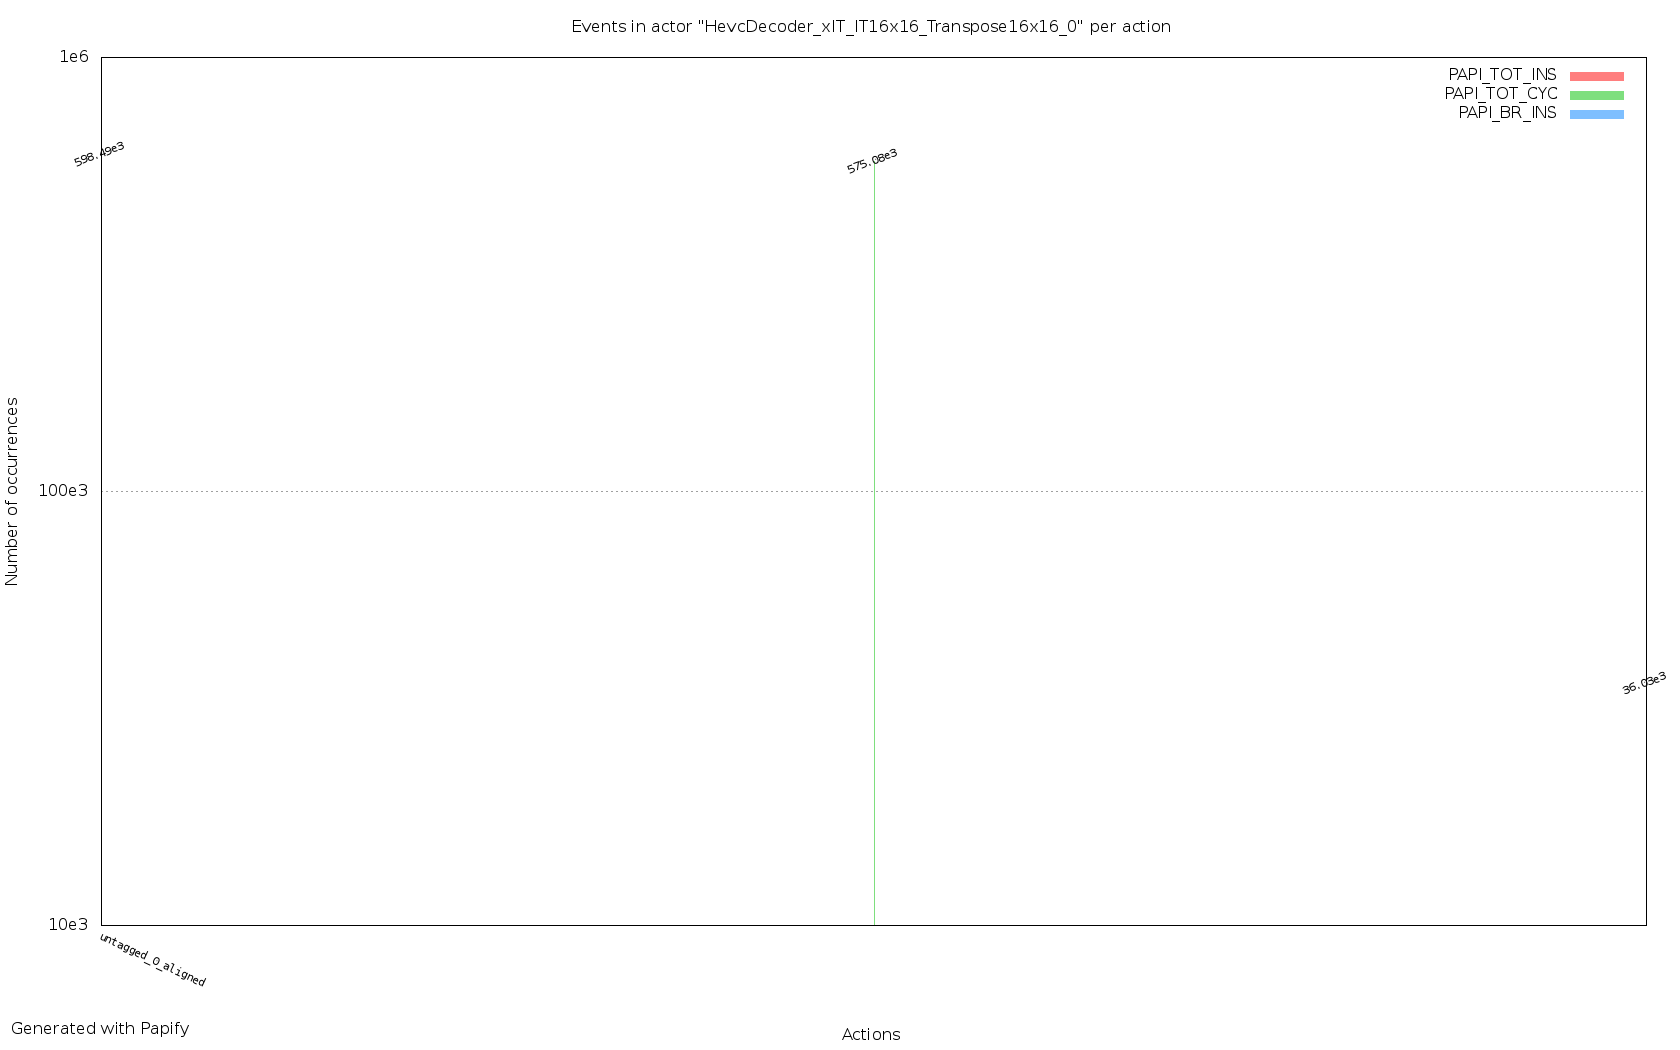 Events in actor "HevcDecoder_xIT_IT16x16_Transpose16x16_0" per action
1e6
PAPI_TOT_INS
PAPI_TOT_CYC
PAPI_BR_INS
598.49e3
575.08e3
100e3
Number of occurrences
36.03e3
10e3
untagged_0_aligned
Generated with Papify
Actions